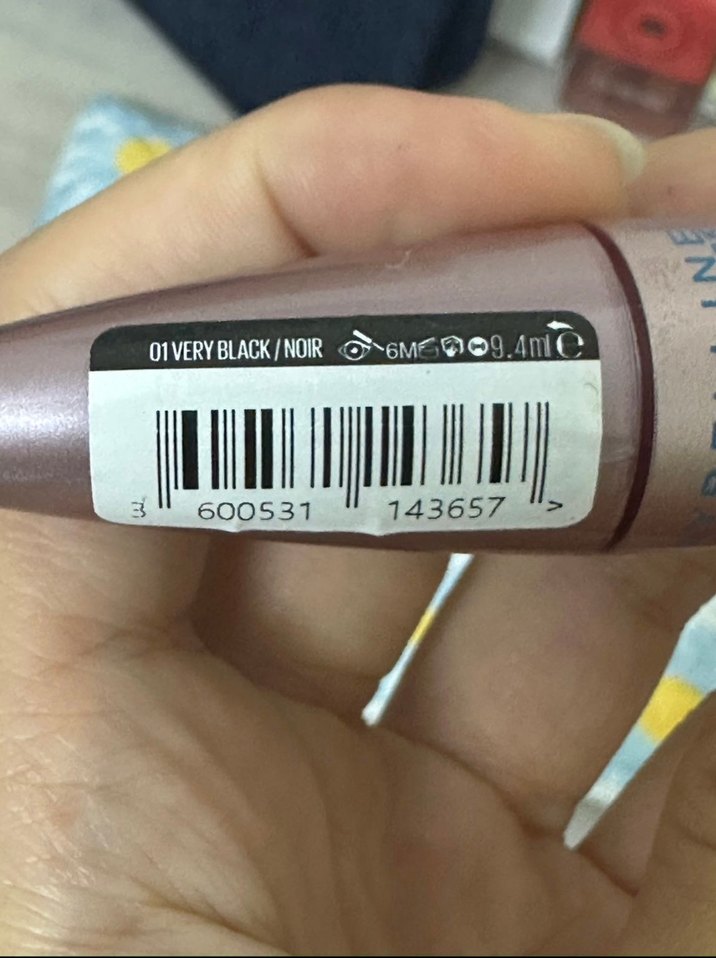 01 VERY BLACK / NOIR 6M 9.4ml
3 600531 143657 >